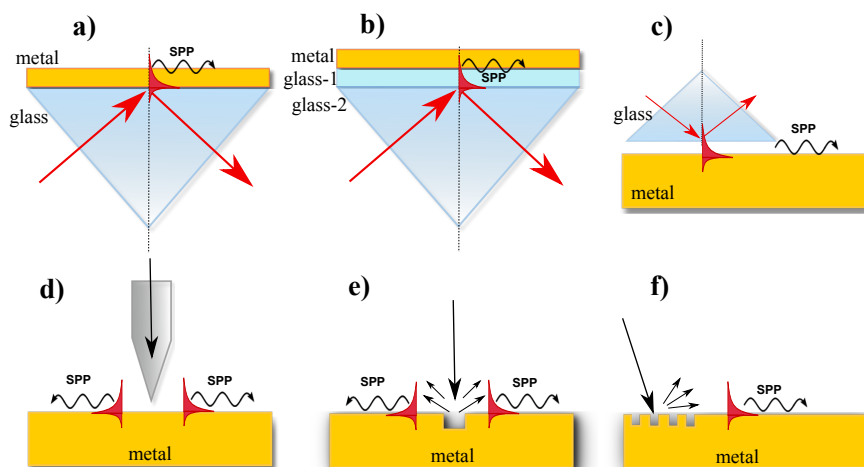 a)
metal
SPP
glass
b)
metal
glass-1
SPP
glass-2
c)
glass
SPP
metal
d)
SPP
SPP
metal
e)
SPP
SPP
metal
f)
SPP
metal